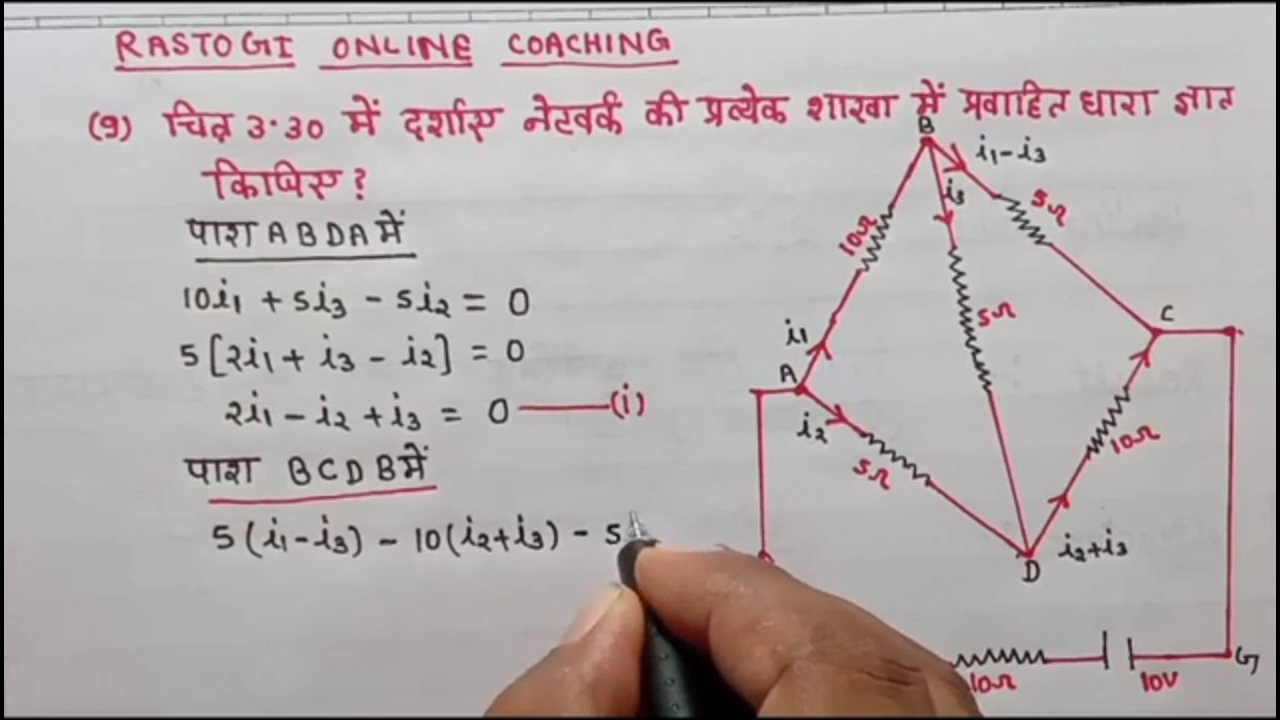 RASTOGI ONLINE COACHING
(9) चित्र 3.30 में दर्शाए नेटवर्क की प्रत्येक शाखा में प्रवाहित धारा ज्ञात
किजिए ?
पाश ABDA में
10i₁ + 5i₃ - 5i₂ = 0
5[2i₁ + i₃ - i₂] = 0
2i₁ - i₂ + i₃ = 0 (i)
पाश BCDB में
5(i₁-i₃) - 10(i₂+i₃) - 5
B
i₁-i₃
i₃
5Ω
10Ω
5Ω
C
i₁
A
i₂
5Ω
10Ω
D
i₂+i₃
10Ω
10V
G